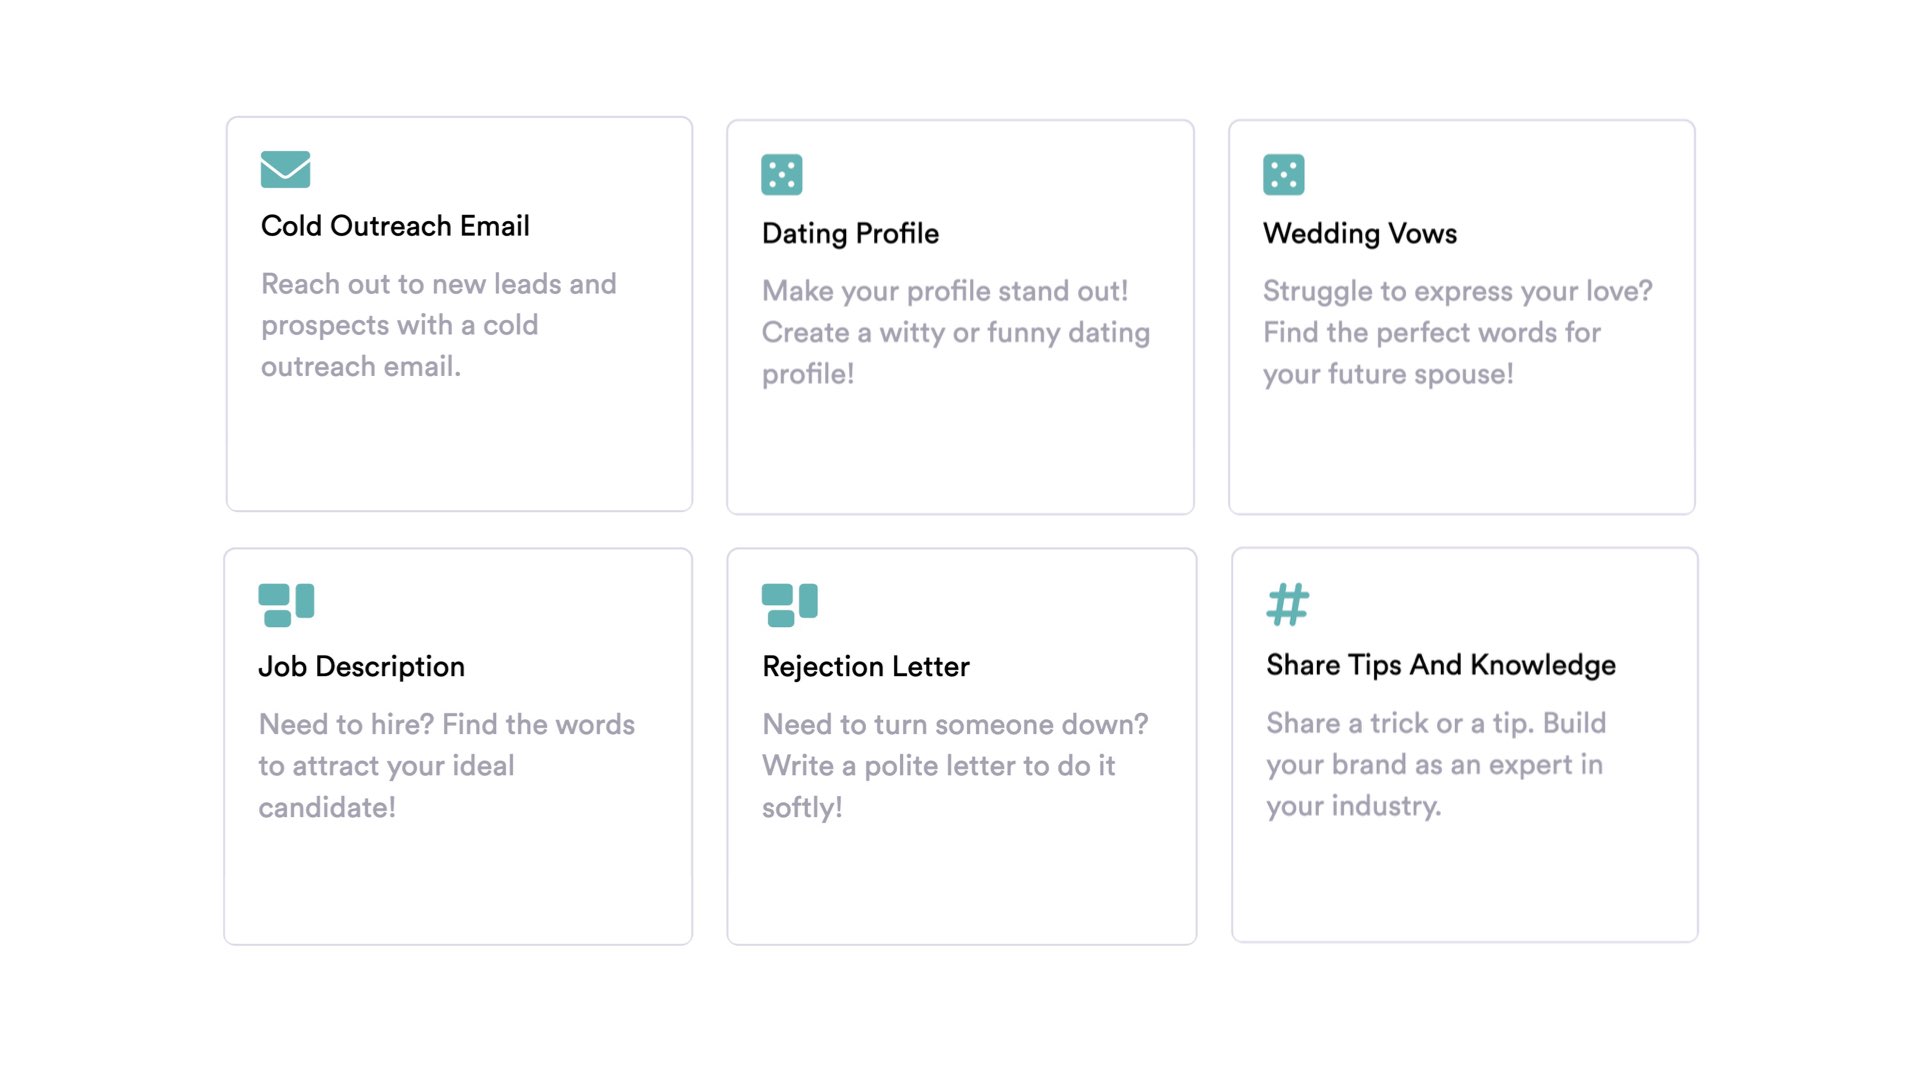 Cold Outreach Email
Reach out to new leads and
prospects with a cold
outreach email.
Dating Profile
Make your profile stand out!
Create a witty or funny dating
profile!
Wedding Vows
Struggle to express your love?
Find the perfect words for
your future spouse!
Job Description
Need to hire? Find the words
to attract your ideal
candidate!
Rejection Letter
Need to turn someone down?
Write a polite letter to do it
softly!
Share Tips And Knowledge
Share a trick or a tip. Build
your brand as an expert in
your industry.